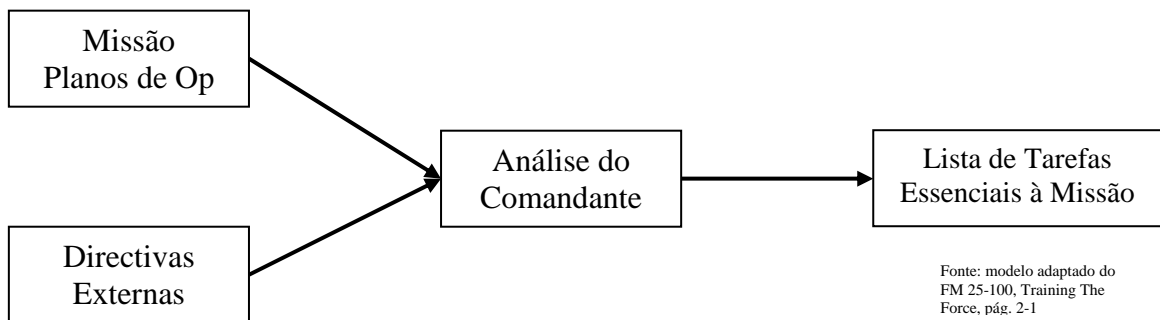 Missão
Planos de Op
Análise do
Comandante
Lista de Tarefas
Essenciais à Missão
Directivas
Externas
Fonte: modelo adaptado do
FM 25-100, Training The
Force, pág. 2-1